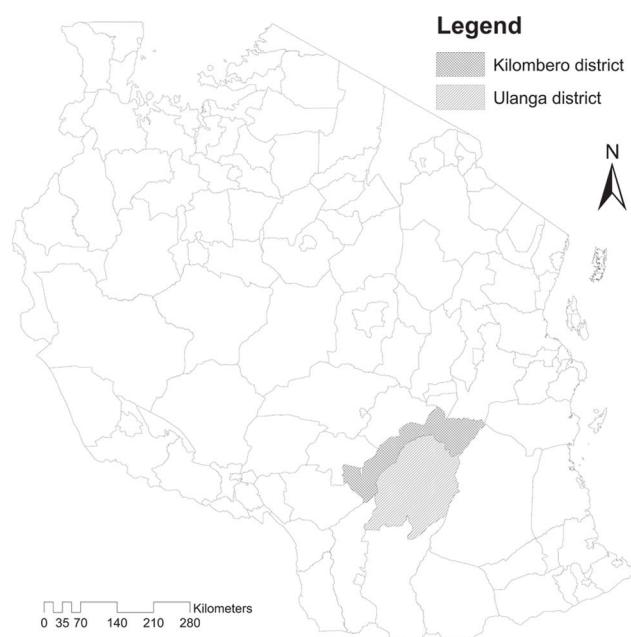 Legend
Kilombero district
Ulanga district
N
Kilometers
0 35 70 140 210 280